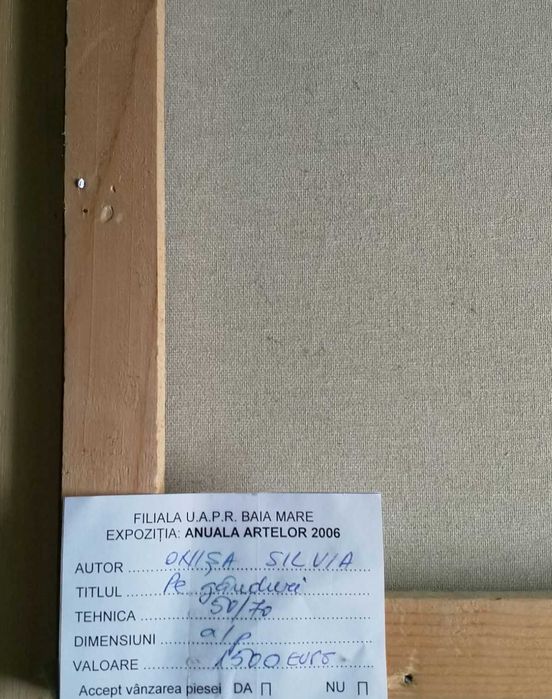 FILIALA U.A.P.R. BAIA MARE
EXPOZIȚIA: ANUALA ARTELOR 2006
AUTOR ONIȘA SILVIA
TITLUL Pe gânduri
TEHNICA 50/70
DIMENSIUNI a/p
VALOARE 1500 EURO
Accept vânzarea piesei DA NU